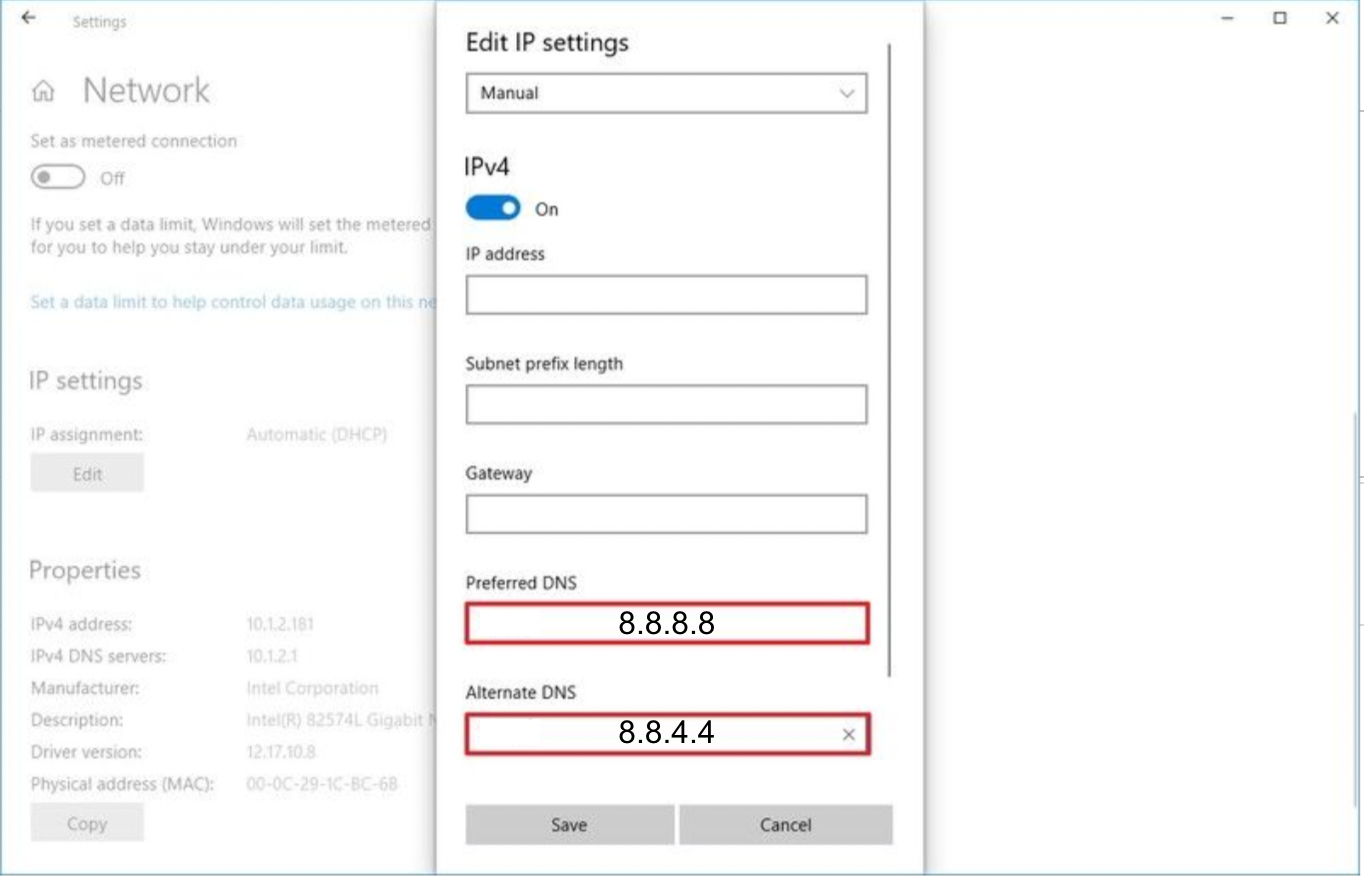 Settings
Network
Set as metered connection
Off
If you set a data limit, Windows will set the metered
for you to help you stay under your limit.
Set a data limit to help control data usage on this ne
IP settings
IP assignment: Automatic (DHCP)
Edit
Properties
IPv4 address: 10.1.2.181
IPv4 DNS servers: 10.1.2.1
Manufacturer: Intel Corporation
Description: Intel(R) 82574L Gigabit N
Driver version: 12.17.10.8
Physical address (MAC): 00-0C-29-1C-BC-6B
Copy
Edit IP settings
Manual
IPv4
On
IP address
Subnet prefix length
Gateway
Preferred DNS
8.8.8.8
Alternate DNS
8.8.4.4
Save Cancel